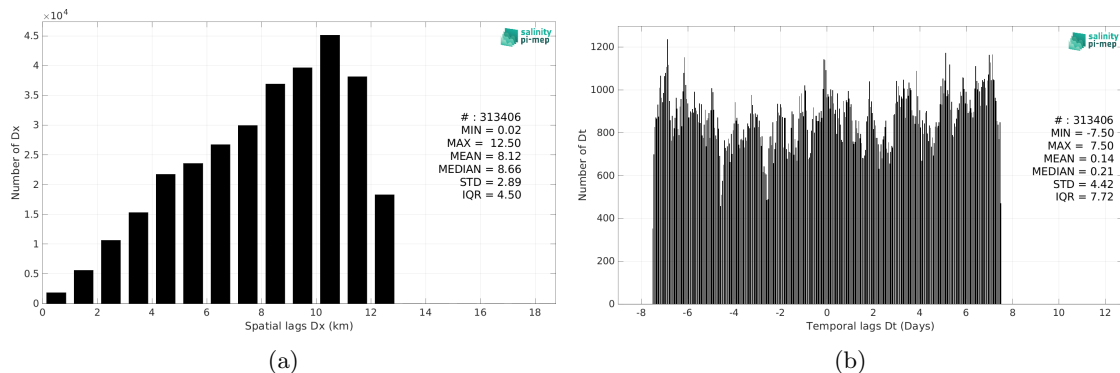 ×10⁴
4.5
4
3.5
3
2.5
2
1.5
1
0.5
0
Number of Dx
0 2 4 6 8 10 12 14 16 18
Spatial lags Dx (km)
salinity
pi-mep
# : 313406
MIN = 0.02
MAX = 12.50
MEAN = 8.12
MEDIAN = 8.66
STD = 2.89
IQR = 4.50
(a)
1200
1000
800
600
400
200
0
Number of Dt
-8 -6 -4 -2 0 2 4 6 8 10 12
Temporal lags Dt (Days)
salinity
pi-mep
# : 313406
MIN = -7.50
MAX = 7.50
MEAN = 0.14
MEDIAN = 0.21
STD = 4.42
IQR = 7.72
(b)